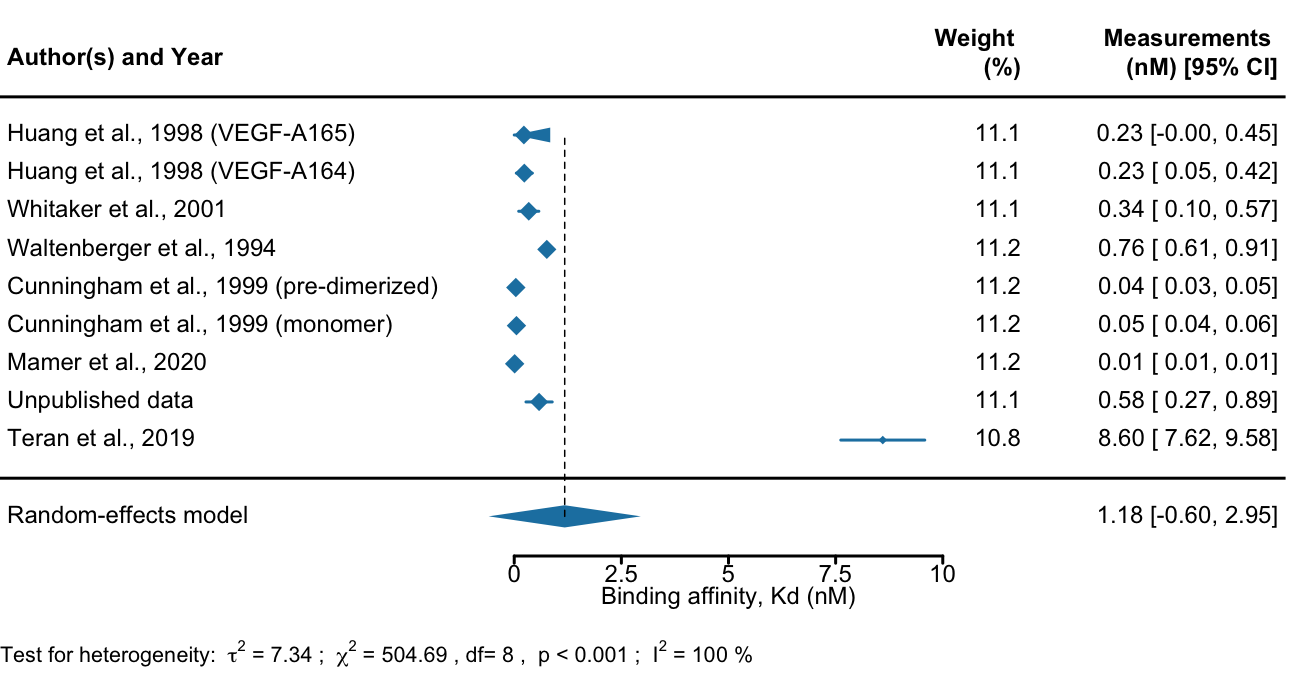 Author(s) and Year Weight (%) Measurements (nM) [95% CI]
Huang et al., 1998 (VEGF-A165) 11.1 0.23 [-0.00, 0.45]
Huang et al., 1998 (VEGF-A164) 11.1 0.23 [ 0.05, 0.42]
Whitaker et al., 2001 11.1 0.34 [ 0.10, 0.57]
Waltenberger et al., 1994 11.2 0.76 [ 0.61, 0.91]
Cunningham et al., 1999 (pre-dimerized) 11.2 0.04 [ 0.03, 0.05]
Cunningham et al., 1999 (monomer) 11.2 0.05 [ 0.04, 0.06]
Mamer et al., 2020 11.2 0.01 [ 0.01, 0.01]
Unpublished data 11.1 0.58 [ 0.27, 0.89]
Teran et al., 2019 10.8 8.60 [ 7.62, 9.58]
Random-effects model 1.18 [-0.60, 2.95]
0 2.5 5 7.5 10
Binding affinity, Kd (nM)
Test for heterogeneity: τ² = 7.34 ; χ² = 504.69 , df= 8 , p < 0.001 ; I² = 100 %